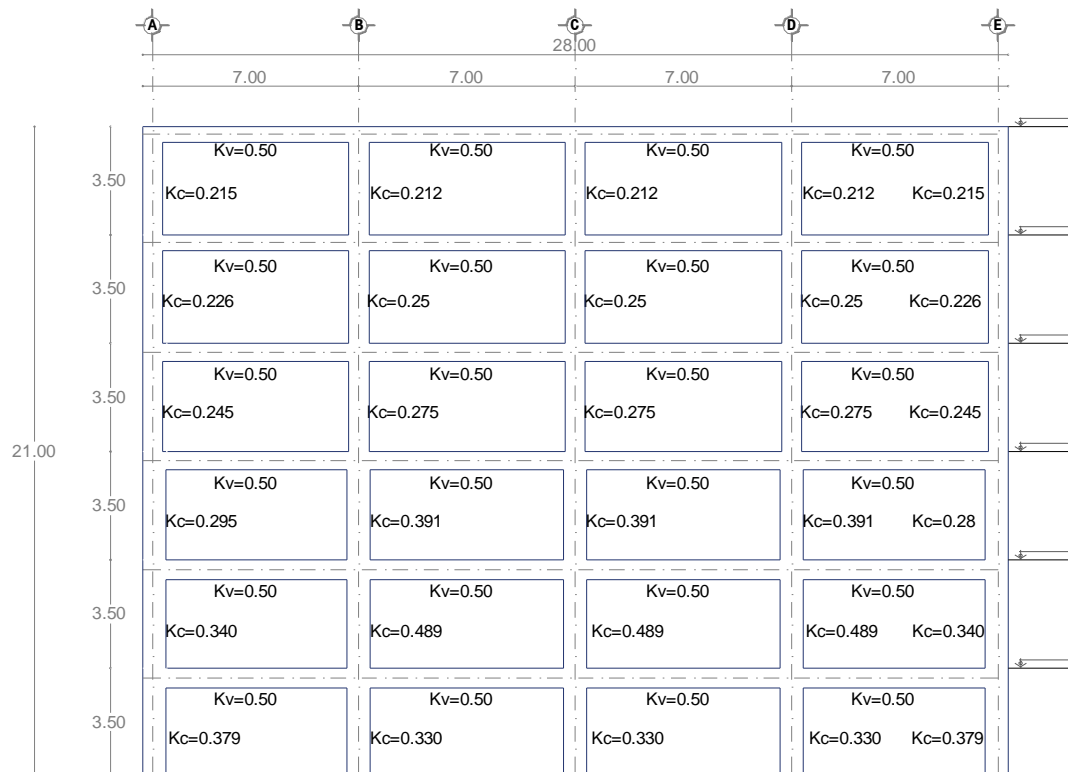 A B C D E
28.00
7.00 7.00 7.00 7.00
Kv=0.50 Kv=0.50 Kv=0.50 Kv=0.50
3.50
Kc=0.215 Kc=0.212 Kc=0.212 Kc=0.212 Kc=0.215
Kv=0.50 Kv=0.50 Kv=0.50 Kv=0.50
3.50
Kc=0.226 Kc=0.25 Kc=0.25 Kc=0.25 Kc=0.226
Kv=0.50 Kv=0.50 Kv=0.50 Kv=0.50
3.50
Kc=0.245 Kc=0.275 Kc=0.275 Kc=0.275 Kc=0.245
21.00
Kv=0.50 Kv=0.50 Kv=0.50 Kv=0.50
3.50
Kc=0.295 Kc=0.391 Kc=0.391 Kc=0.391 Kc=0.28
Kv=0.50 Kv=0.50 Kv=0.50 Kv=0.50
3.50
Kc=0.340 Kc=0.489 Kc=0.489 Kc=0.489 Kc=0.340
Kv=0.50 Kv=0.50 Kv=0.50 Kv=0.50
3.50
Kc=0.379 Kc=0.330 Kc=0.330 Kc=0.330 Kc=0.379